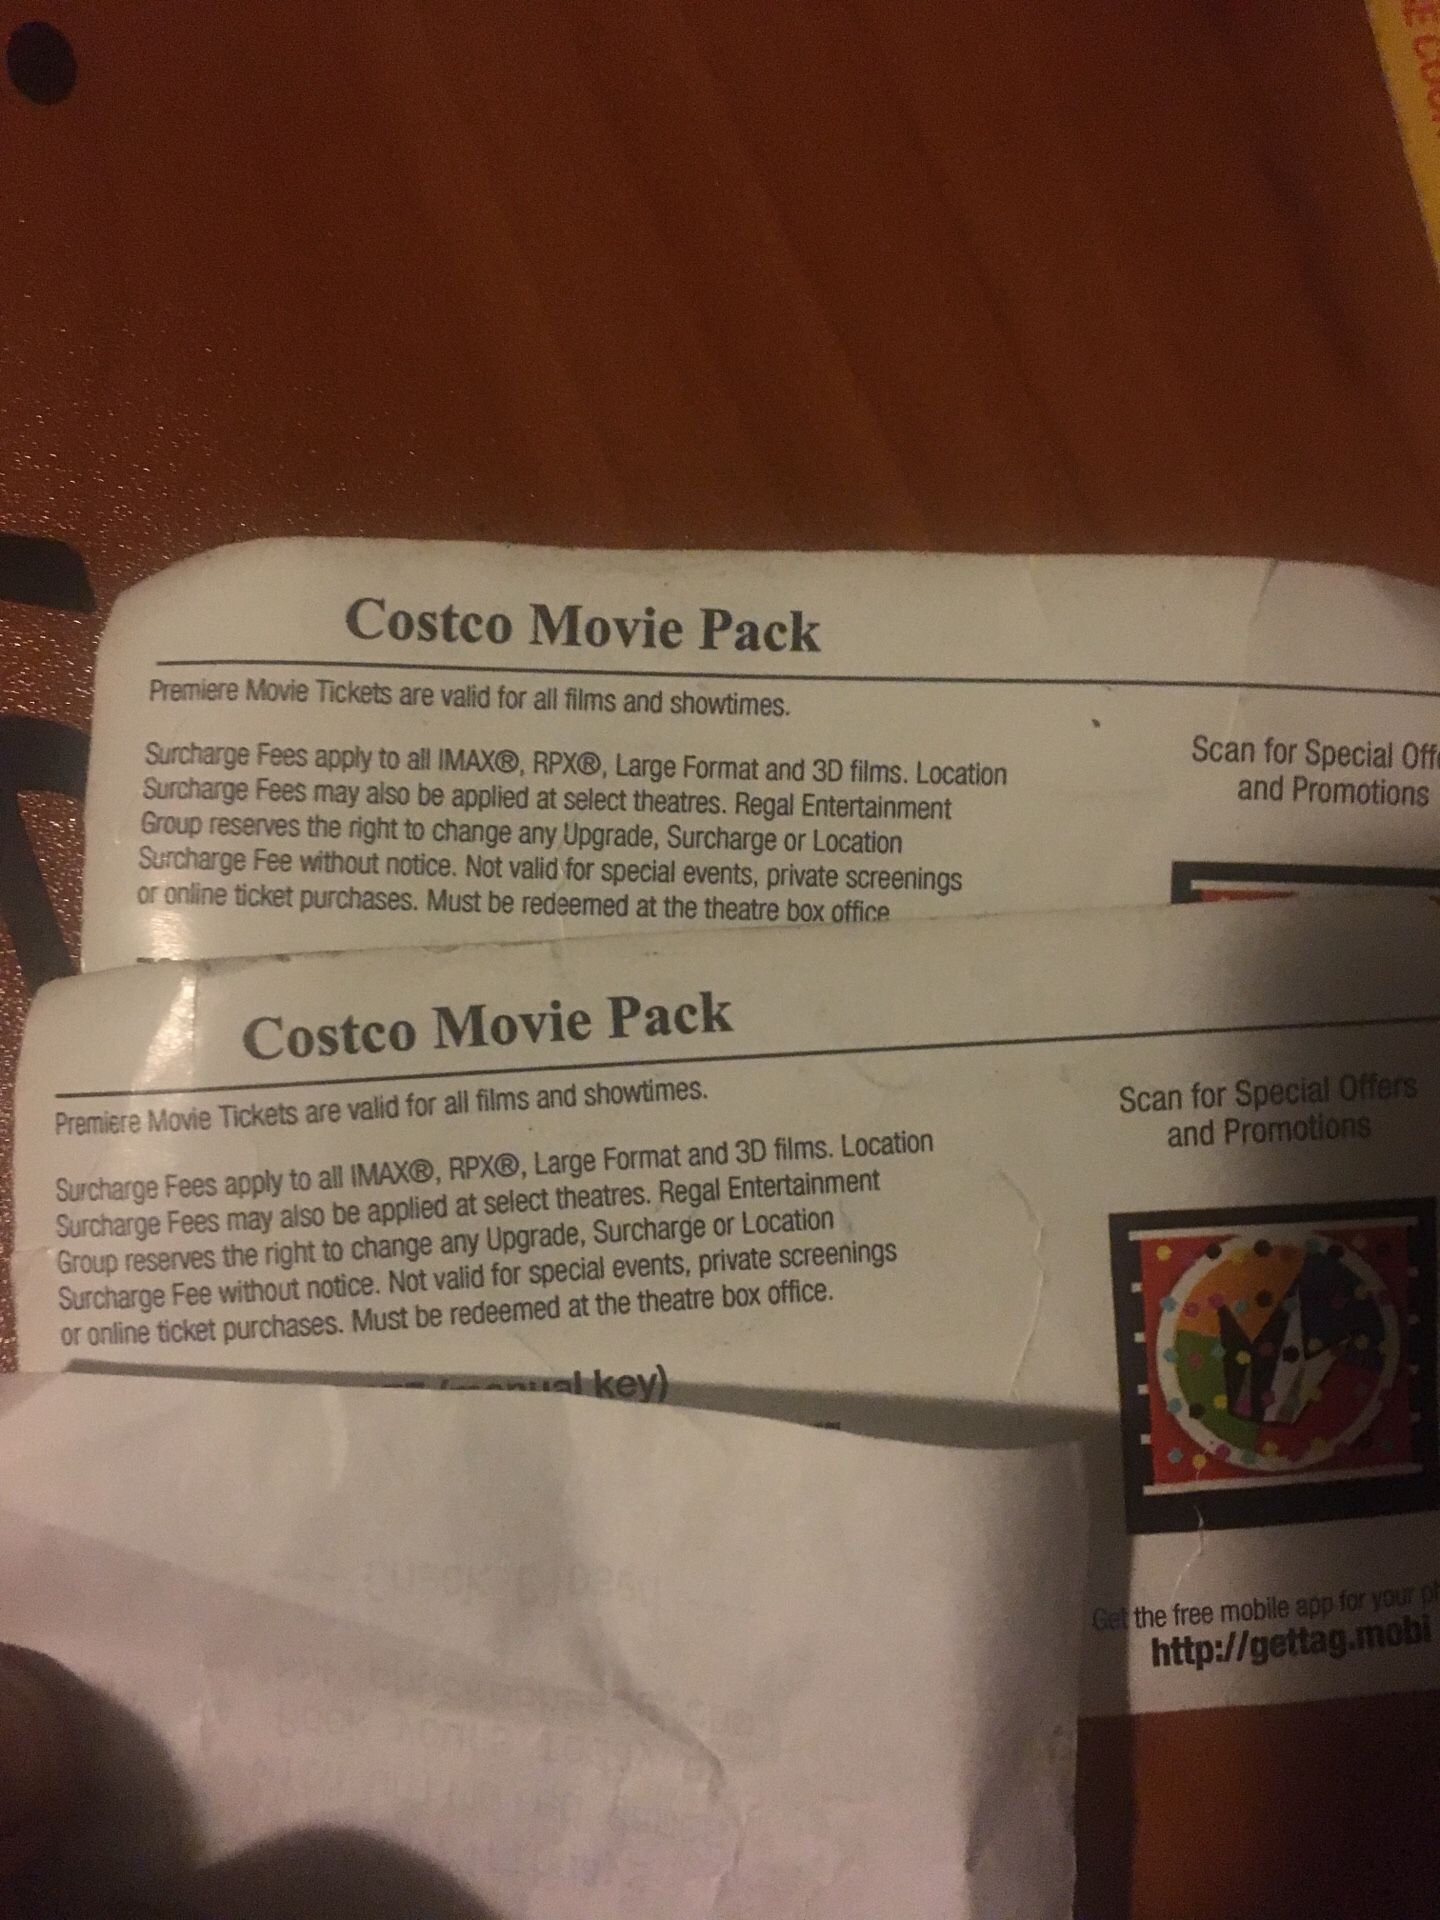 Costco Movie Pack
Premiere Movie Tickets are valid for all films and showtimes.
Surcharge Fees apply to all IMAX®, RPX®, Large Format and 3D films. Location
Surcharge Fees may also be applied at select theatres. Regal Entertainment
Group reserves the right to change any Upgrade, Surcharge or Location
Surcharge Fee without notice. Not valid for special events, private screenings
or online ticket purchases. Must be redeemed at the theatre box office
Scan for Special Off
and Promotions
Costco Movie Pack
Premiere Movie Tickets are valid for all films and showtimes.
Surcharge Fees apply to all IMAX®, RPX®, Large Format and 3D films. Location
Surcharge Fees may also be applied at select theatres. Regal Entertainment
Group reserves the right to change any Upgrade, Surcharge or Location
Surcharge Fee without notice. Not valid for special events, private screenings
or online ticket purchases. Must be redeemed at the theatre box office.
(manual key)
Scan for Special Offers
and Promotions
Get the free mobile app for your
http://gettag.mobi